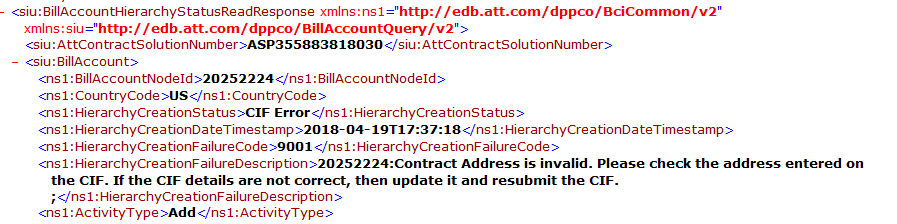 - <siu:BillAccountHierarchyStatusReadResponse xmlns:ns1="http://edb.att.com/dppco/BciCommon/v2"
xmlns:siu="http://edb.att.com/dppco/BillAccountQuery/v2">
<siu:AttContractSolutionNumber>ASP355883818030</siu:AttContractSolutionNumber>
- <siu:BillAccount>
<ns1:BillAccountNodeId>20252224</ns1:BillAccountNodeId>
<ns1:CountryCode>US</ns1:CountryCode>
<ns1:HierarchyCreationStatus>CIF Error</ns1:HierarchyCreationStatus>
<ns1:HierarchyCreationDateTimestamp>2018-04-19T17:37:18</ns1:HierarchyCreationDateTimestamp>
<ns1:HierarchyCreationFailureCode>9001</ns1:HierarchyCreationFailureCode>
<ns1:HierarchyCreationFailureDescription>20252224:Contract Address is invalid. Please check the address entered on
the CIF. If the CIF details are not correct, then update it and resubmit the CIF.
;</ns1:HierarchyCreationFailureDescription>
<ns1:ActivityType>Add</ns1:ActivityType>